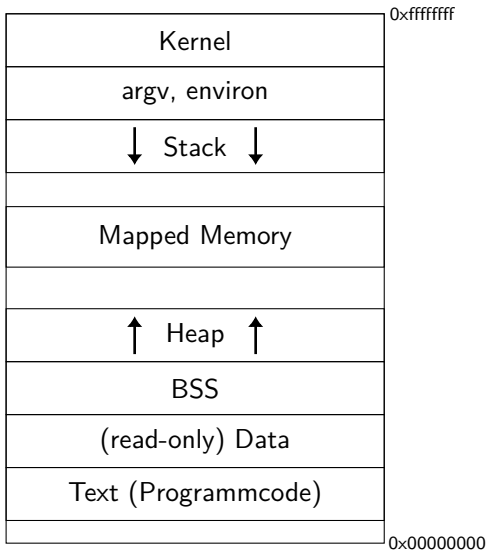 0xffffffff
Kernel
argv, environ
Stack
Mapped Memory
Heap
BSS
(read-only) Data
Text (Programmcode)
0x00000000